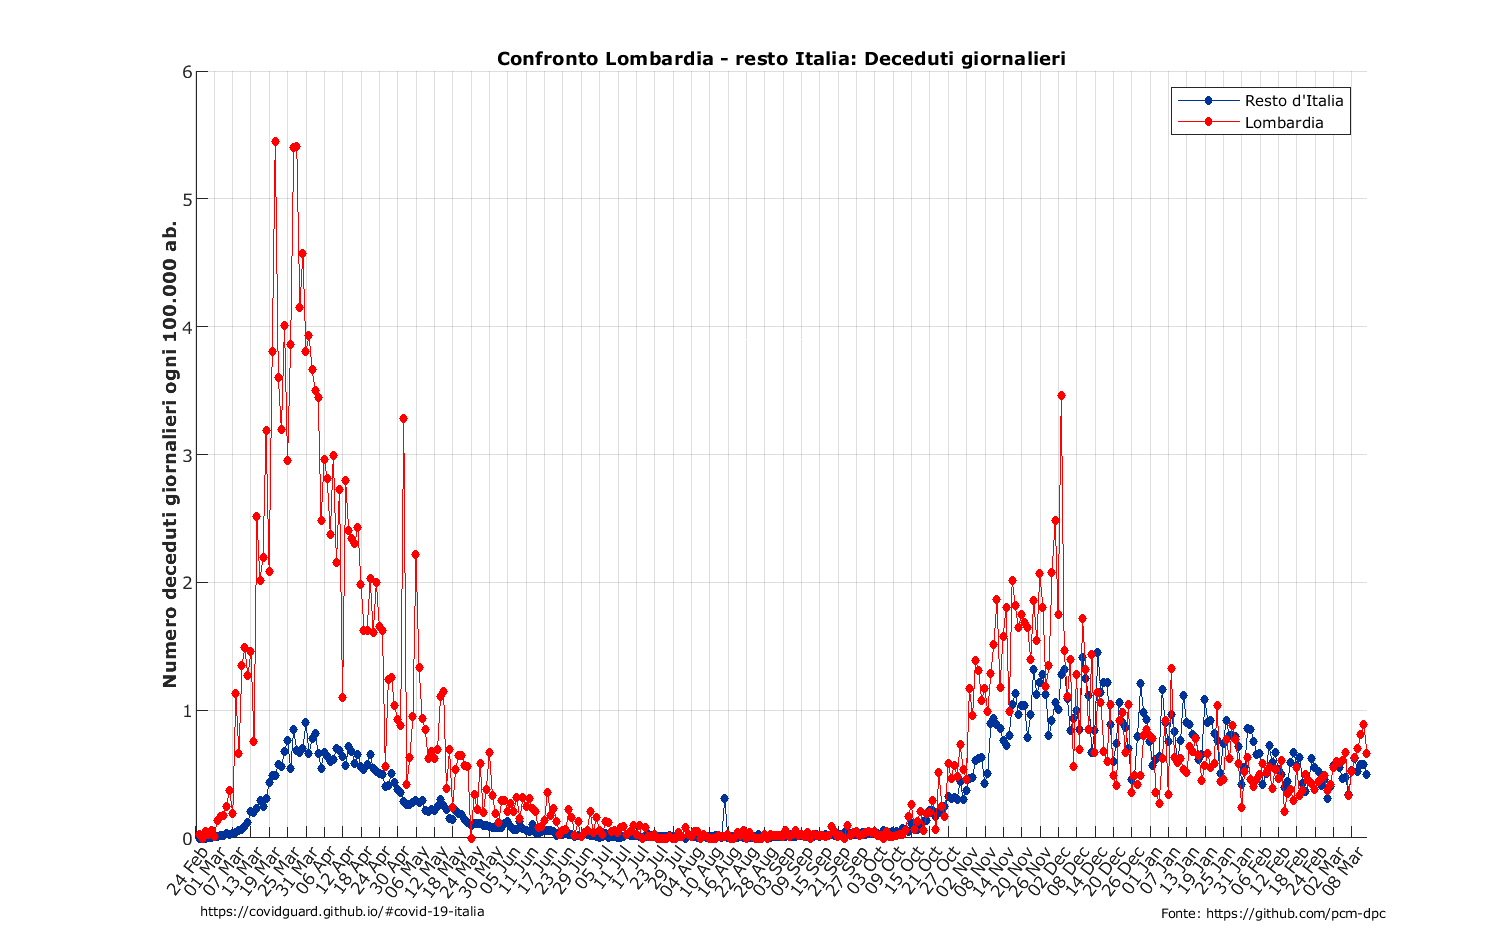 Confronto Lombardia - resto Italia: Deceduti giornalieri
Resto d'Italia
Lombardia
Numero deceduti giornalieri ogni 100.000 ab.
6
5
4
3
2
1
0
24 Feb
01 Mar
07 Mar
13 Mar
19 Mar
25 Mar
31 Mar
06 Apr
12 Apr
18 Apr
24 Apr
30 Apr
06 May
12 May
18 May
24 May
30 May
05 Jun
11 Jun
17 Jun
23 Jun
29 Jun
05 Jul
11 Jul
17 Jul
23 Jul
29 Jul
04 Aug
10 Aug
16 Aug
22 Aug
28 Aug
03 Sep
09 Sep
15 Sep
21 Sep
27 Sep
03 Oct
09 Oct
15 Oct
21 Oct
27 Oct
02 Nov
08 Nov
14 Nov
20 Nov
26 Nov
02 Dec
08 Dec
14 Dec
20 Dec
26 Dec
01 Jan
07 Jan
13 Jan
19 Jan
25 Jan
31 Jan
06 Feb
12 Feb
18 Feb
24 Feb
02 Mar
08 Mar
https://covidguard.github.io/#covid-19-italia
Fonte: https://github.com/pcm-dpc